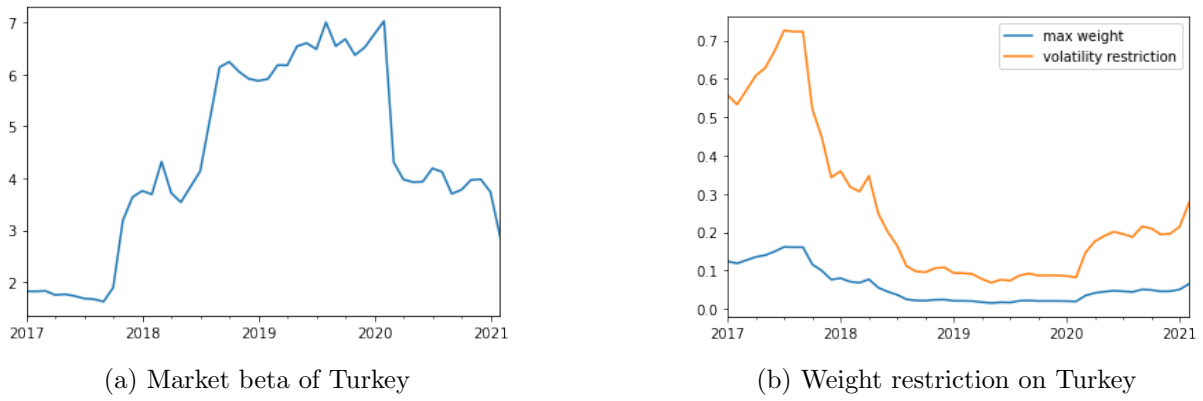 7
6
5
4
3
2
2017 2018 2019 2020 2021
(a) Market beta of Turkey
max weight
volatility restriction
0.7
0.6
0.5
0.4
0.3
0.2
0.1
0.0
2017 2018 2019 2020 2021
(b) Weight restriction on Turkey